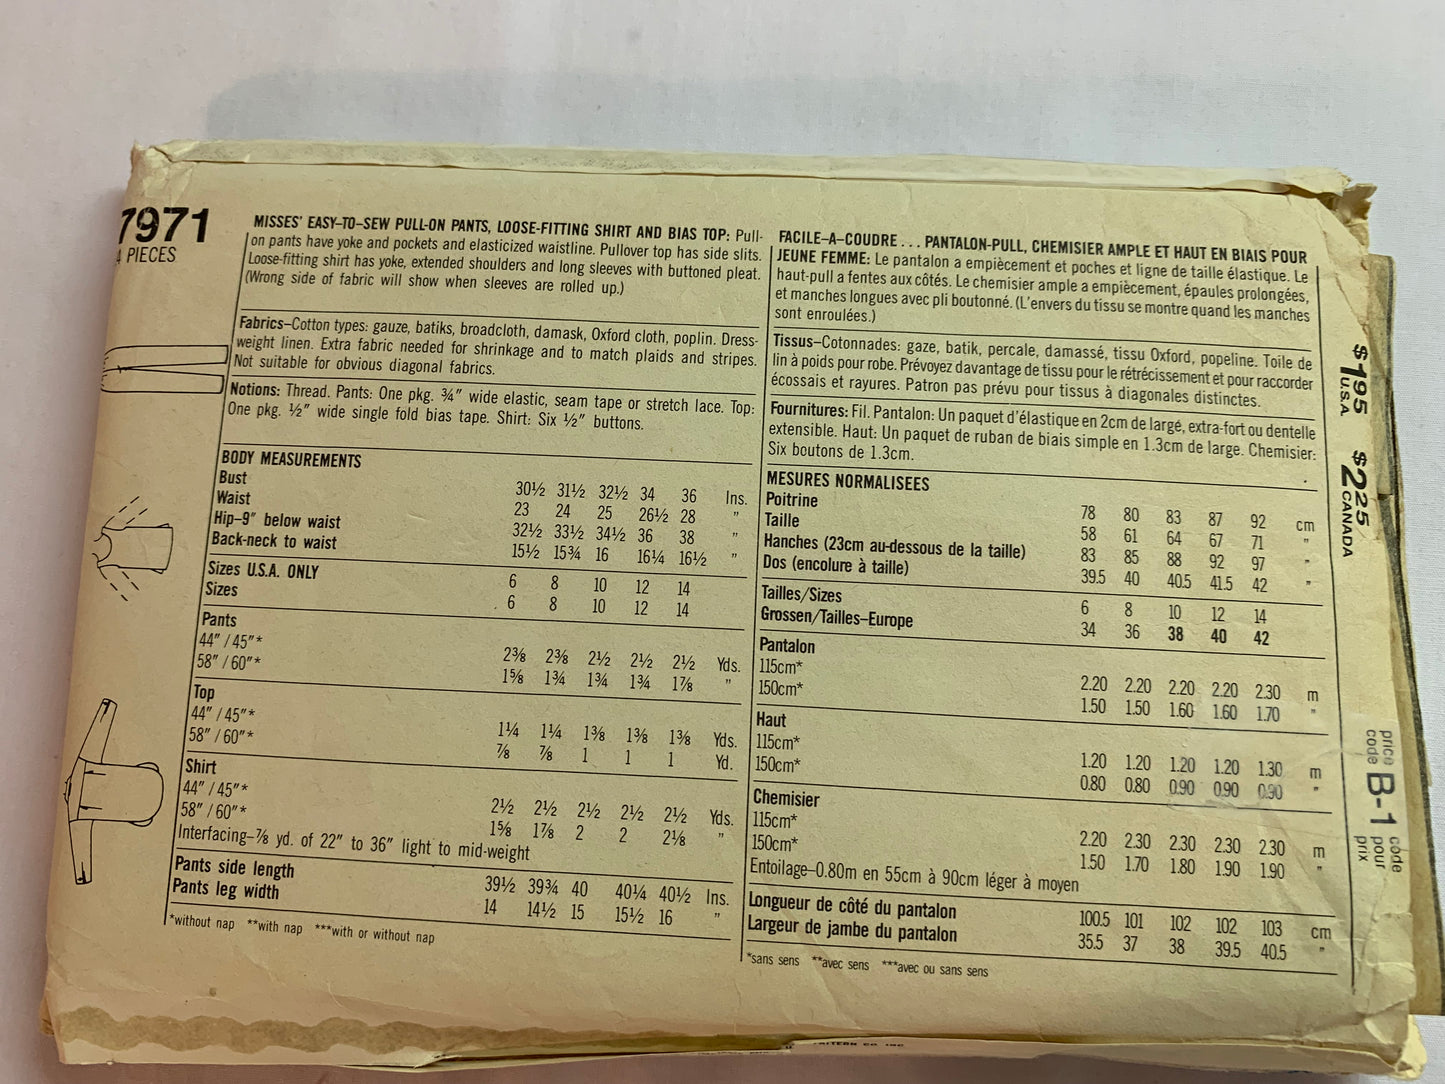 7971
4 PIECES
MISSES' EASY–TO–SEW PULL-ON PANTS, LOOSE-FITTING SHIRT AND BIAS TOP: Pull-
on pants have yoke and pockets and elasticized waistline. Pullover top has side slits.
Loose-fitting shirt has yoke, extended shoulders and long sleeves with buttoned pleat.
(Wrong side of fabric will show when sleeves are rolled up.)
Fabrics–Cotton types: gauze, batiks, broadcloth, damask, Oxford cloth, poplin. Dress-
weight linen. Extra fabric needed for shrinkage and to match plaids and stripes.
Not suitable for obvious diagonal fabrics.
Notions: Thread. Pants: One pkg. ¾" wide elastic, seam tape or stretch lace. Top:
One pkg. ½" wide single fold bias tape. Shirt: Six ½" buttons.
BODY MEASUREMENTS
Bust 30½ 31½ 32½ 34 36 Ins.
Waist 23 24 25 26½ 28 "
Hip–9" below waist 32½ 33½ 34½ 36 38 "
Back-neck to waist 15½ 15¾ 16 16¼ 16½ "
Sizes U.S.A. ONLY 6 8 10 12 14
Sizes 6 8 10 12 14
Pants
44" / 45"* 2⅜ 2⅜ 2½ 2½ 2½ Yds.
58" / 60"* 1⅝ 1¾ 1¾ 1¾ 1⅞ "
Top
44" / 45"* 1¼ 1¼ 1⅜ 1⅜ 1⅜ Yds.
58" / 60"* ⅞ ⅞ 1 1 1 Yd.
Shirt
44" / 45"* 2½ 2½ 2½ 2½ 2½ Yds.
58" / 60"* 1⅝ 1⅞ 2 2 2⅛ "
Interfacing–⅞ yd. of 22" to 36" light to mid-weight
Pants side length 39½ 39¾ 40 40¼ 40½ Ins.
Pants leg width 14 14½ 15 15½ 16 "
*without nap **with nap ***with or without nap
FACILE–A–COUDRE . . . PANTALON-PULL, CHEMISIER AMPLE ET HAUT EN BIAIS POUR
JEUNE FEMME: Le pantalon a empiècement et poches et ligne de taille élastique. Le
haut-pull a fentes aux côtés. Le chemisier ample a empiècement, épaules prolongées,
et manches longues avec pli boutonné. (L'envers du tissu se montre quand les manches
sont enroulées.)
Tissus–Cotonnades: gaze, batik, percale, damassé, tissu Oxford, popeline. Toile de
lin à poids pour robe. Prévoyez davantage de tissu pour le rétrécissement et pour raccorder
écossais et rayures. Patron pas prévu pour tissus à diagonales distinctes.
Fournitures: Fil. Pantalon: Un paquet d'élastique en 2cm de large, extra-fort ou dentelle
extensible. Haut: Un paquet de ruban de biais simple en 1.3cm de large. Chemisier:
Six boutons de 1.3cm.
MESURES NORMALISEES
Poitrine 78 80 83 87 92 cm
Taille 58 61 64 67 71 "
Hanches (23cm au-dessous de la taille) 83 85 88 92 97 "
Dos (encolure à taille) 39.5 40 40.5 41.5 42 "
Tailles/Sizes 6 8 10 12 14
Grossen/Tailles–Europe 34 36 38 40 42
Pantalon
115cm* 2.20 2.20 2.20 2.20 2.30 m
150cm* 1.50 1.50 1.60 1.60 1.70 "
Haut
115cm* 1.20 1.20 1.20 1.20 1.30 m
150cm* 0.80 0.80 0.90 0.90 0.90 "
Chemisier
115cm* 2.20 2.30 2.30 2.30 2.30 m
150cm* 1.50 1.70 1.80 1.90 1.90 "
Entoilage–0.80m en 55cm à 90cm léger à moyen
Longueur de côté du pantalon 100.5 101 102 102 103 cm
Largeur de jambe du pantalon 35.5 37 38 39.5 40.5 "
*sans sens **avec sens ***avec ou sans sens
$1.95 $2.25
U.S.A. CANADA
price code
code B-1 pour
prix
PATTERN CO. INC.